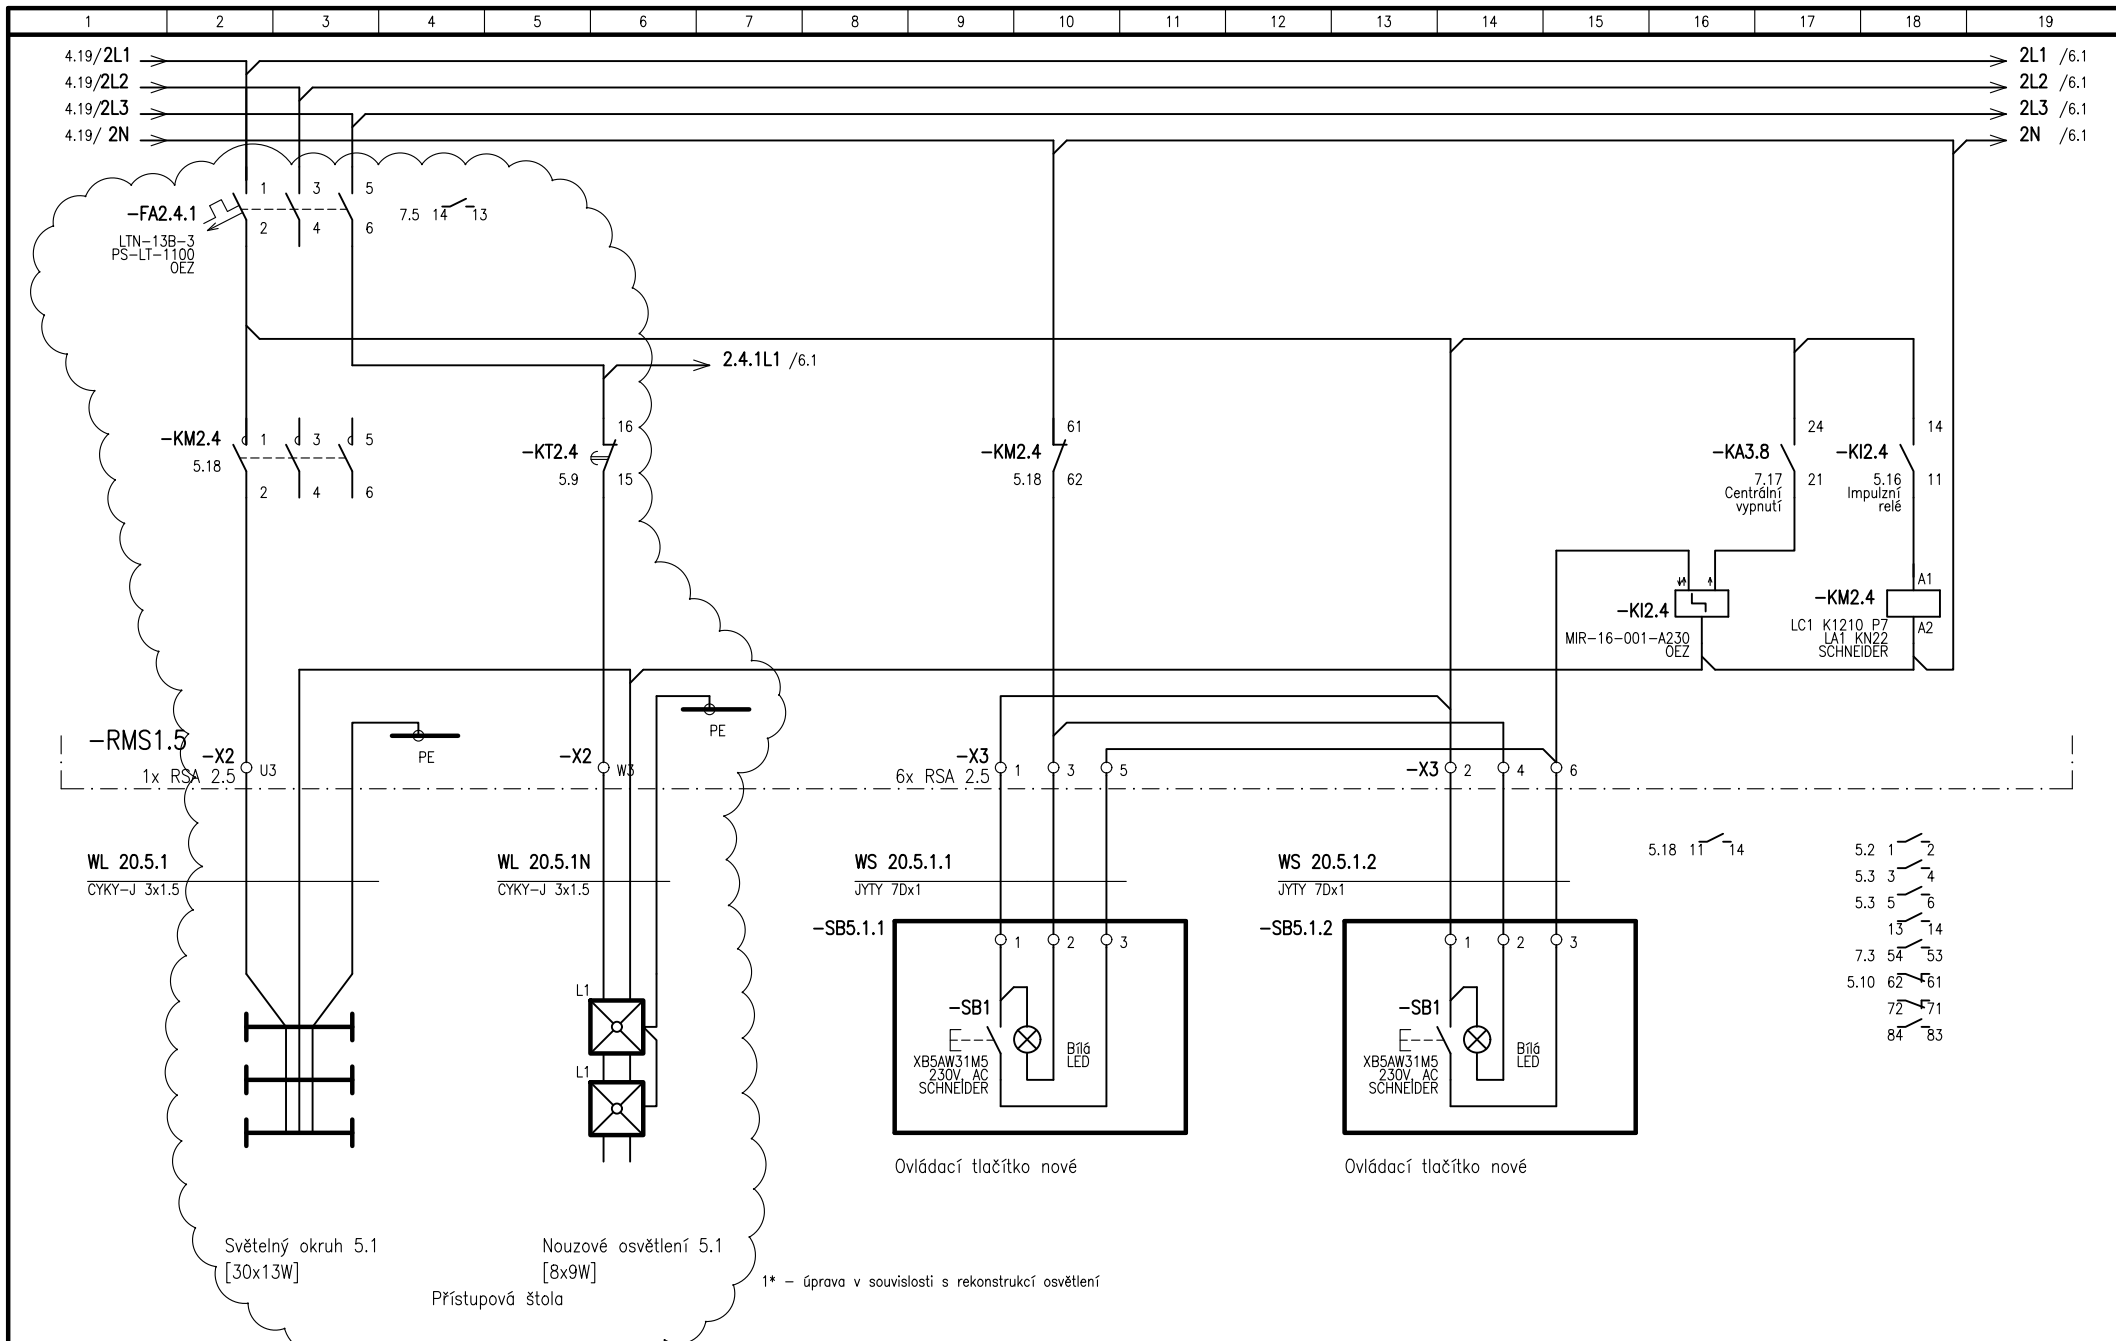 1 2 3 4 5 6 7 8 9 10 11 12 13 14 15 16 17 18 19
4.19/2L1 2L1 /6.1
4.19/2L2 2L2 /6.1
4.19/2L3 2L3 /6.1
4.19/ 2N 2N /6.1
-FA2.4.1
LTN-13B-3
PS-LT-1100
OEZ
1 3 5
2 4 6
7.5 14 13
2.4.1L1 /6.1
-KM2.4
5.18
1 3 5
2 4 6
-KT2.4
5.9
16
15
-KM2.4
5.18
61
62
-KA3.8
7.17
Centrální
vypnutí
24
21
-KI2.4
5.16
Impulzní
relé
14
11
-KI2.4
MIR-16-001-A230
OEZ
-KM2.4
LC1 K1210 P7
LA1 KN22
SCHNEIDER
A1
A2
-RMS1.5
-X2
1x RSA 2.5
U3
PE
-X2
W3
PE
-X3
6x RSA 2.5
1 3 5
-X3
2 4 6
WL 20.5.1
CYKY-J 3x1.5
WL 20.5.1N
CYKY-J 3x1.5
WS 20.5.1.1
JYTY 7Dx1
WS 20.5.1.2
JYTY 7Dx1
5.18 11 14
5.2 1 2
5.3 3 4
5.3 5 6
13 14
7.3 54 53
5.10 62 61
72 71
84 83
-SB5.1.1
1 2 3
-SB1
XB5AW31M5
230V, AC
SCHNEIDER
Bílá
LED
-SB5.1.2
1 2 3
-SB1
XB5AW31M5
230V, AC
SCHNEIDER
Bílá
LED
L1
L1
Ovládací tlačítko nové
Ovládací tlačítko nové
Světelný okruh 5.1
[30x13W]
Nouzové osvětlení 5.1
[8x9W]
Přístupová štola
1* - úprava v souvislosti s rekonstrukcí osvětlení